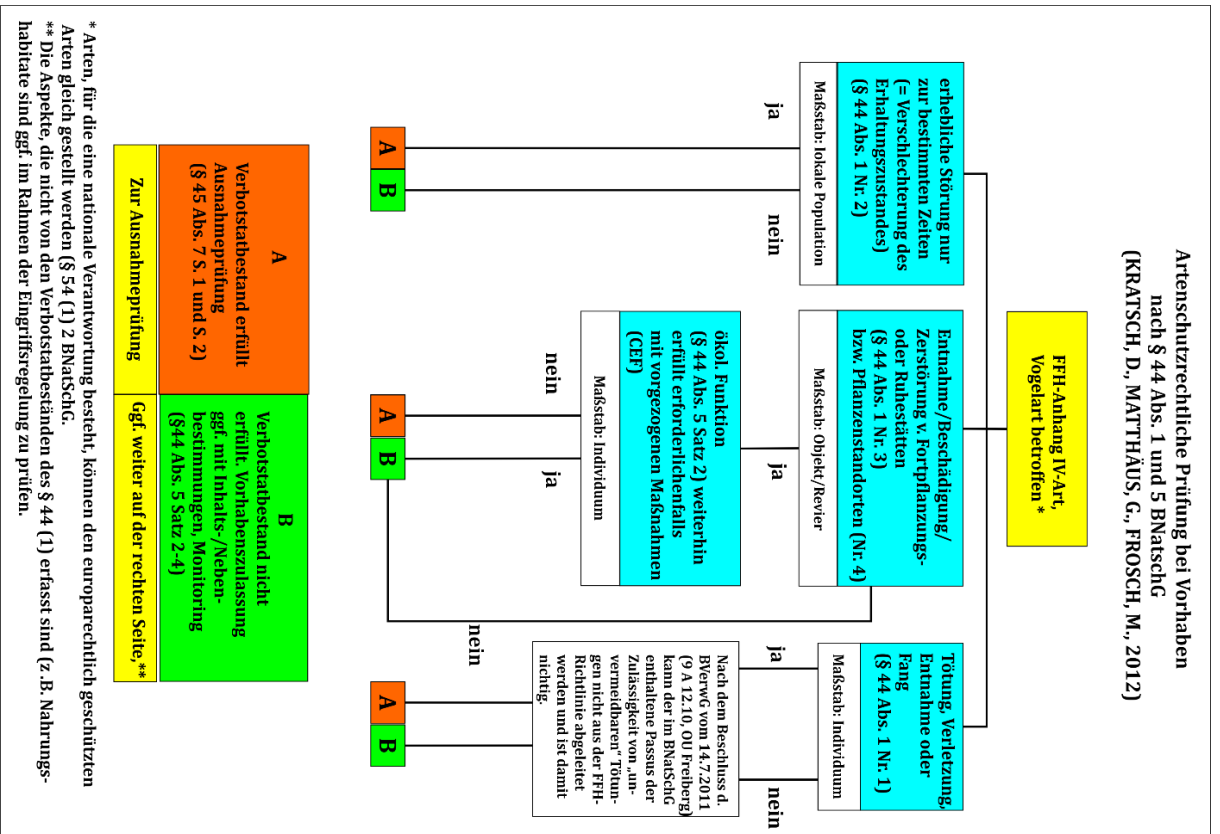 Artenschutzrechtliche Prüfung bei Vorhaben
nach § 44 Abs. 1 und 5 BNatschG
(KRATSCH, D., MATTHÄUS, G., FROSCH, M., 2012)
FFH-Anhang IV-Art,
Vogelart betroffen *
erhebliche Störung nur
zur bestimmten Zeiten
(= Verschlechterung des
Erhaltungszustandes)
(§ 44 Abs. 1 Nr. 2)
Maßstab: lokale Population
ja
nein
A
B
Entnahme/Beschädigung/
Zerstörung v. Fortpflanzungs-
oder Ruhestätten
(§ 44 Abs. 1 Nr. 3)
bzw. Pflanzenstandorten (Nr. 4)
Maßstab: Objekt/Revier
ja
ökol. Funktion
(§ 44 Abs. 5 Satz 2) weiterhin
erfüllt erforderlichenfalls
mit vorgezogenen Maßnahmen
(CEF)
Maßstab: Individuum
nein
ja
nein
A
B
Tötung, Verletzung,
Entnahme oder
Fang
(§ 44 Abs. 1 Nr. 1)
Maßstab: Individuum
ja
nein
Nach dem Beschluss d.
BVerwG vom 14.7.2011
(9 A 12.10, OU Freiberg)
kann der im BNatSchG
enthaltene Passus der
Zulässigkeit von „un-
vermeidbaren“ Tötun-
gen nicht aus der FFH-
Richtlinie abgeleitet
werden und ist damit
nichtig.
A
B
A
Verbotstatbestand erfüllt
Ausnahmeprüfung
(§ 45 Abs. 7 S. 1 und S. 2)
B
Verbotstatbestand nicht
erfüllt. Vorhabenszulassung
ggf. mit Inhalts-/Neben-
bestimmungen, Monitoring
(§44 Abs. 5 Satz 2-4)
Zur Ausnahmeprüfung
Ggf. weiter auf der rechten Seite,**
* Arten, für die eine nationale Verantwortung besteht, können den europarechtlich geschützten
Arten gleich gestellt werden (§ 54 (1) 2 BNatSchG.
** Die Aspekte, die nicht von den Verbotstatbeständen des § 44 (1) erfasst sind (z. B. Nahrungs-
habitate sind ggf. im Rahmen der Eingriffsregelung zu prüfen.